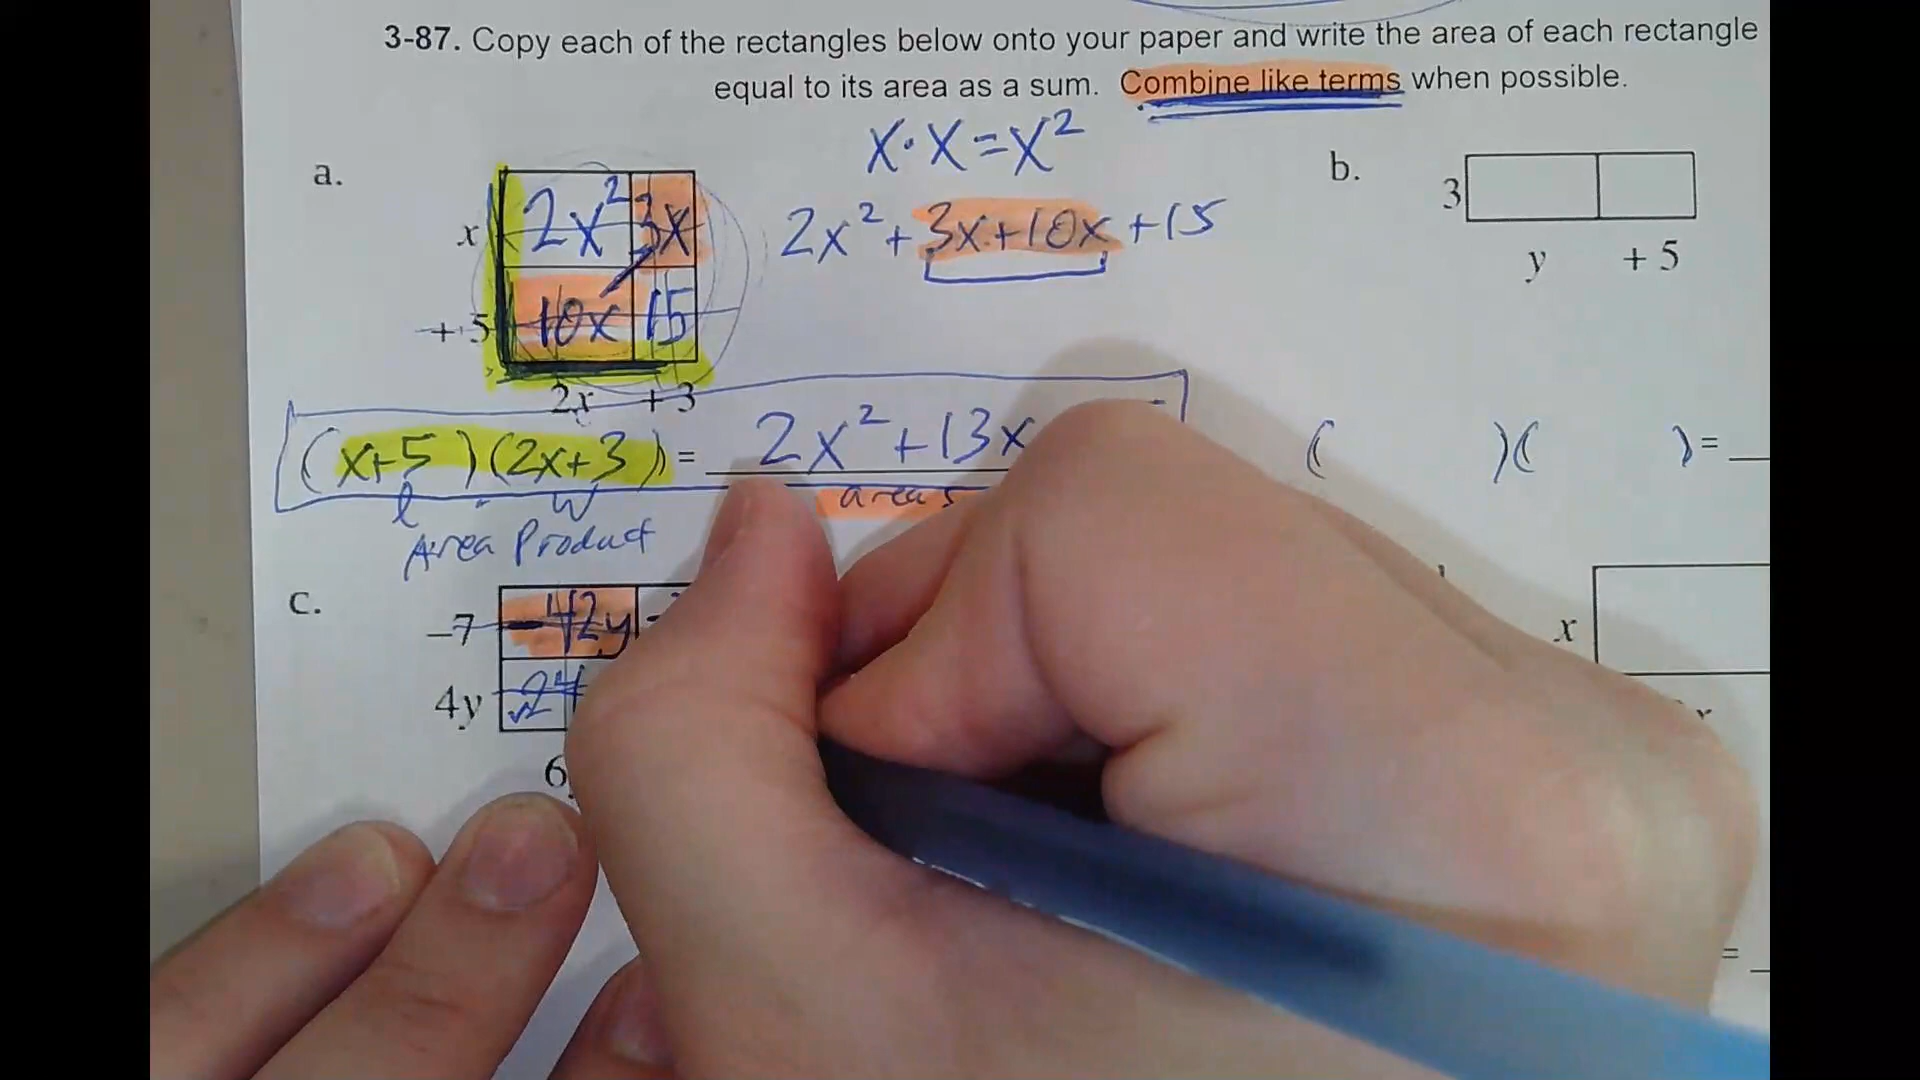 3-87. Copy each of the rectangles below onto your paper and write the area of each rectangle
equal to its area as a sum. Combine like terms when possible.
x·x=x²
a.
x
2x² 3x
2x²+3x+10x+15
+5
10x 15
2x +3
(x+5)(2x+3)= 2x²+13x
l · w
area
Area Product
b.
3
y +5
( )( )=
c.
-7
-42y
4y
24
6
x
=